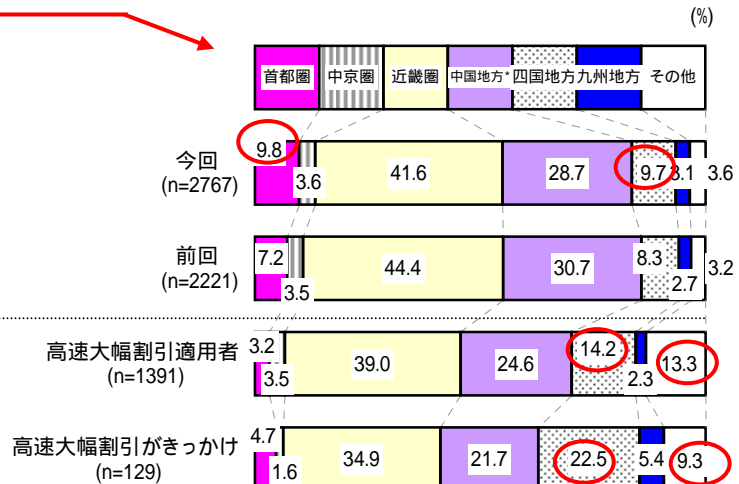 (%)
首都圏 中京圏 近畿圏 中国地方* 四国地方 九州地方 その他
今回
(n=2767)
9.8 3.6 41.6 28.7 9.7 3.1 3.6
前回
(n=2221)
7.2 3.5 44.4 30.7 8.3 2.7 3.2
高速大幅割引適用者
(n=1391)
3.2 3.5 39.0 24.6 14.2 2.3 13.3
高速大幅割引がきっかけ
(n=129)
4.7 1.6 34.9 21.7 22.5 5.4 9.3